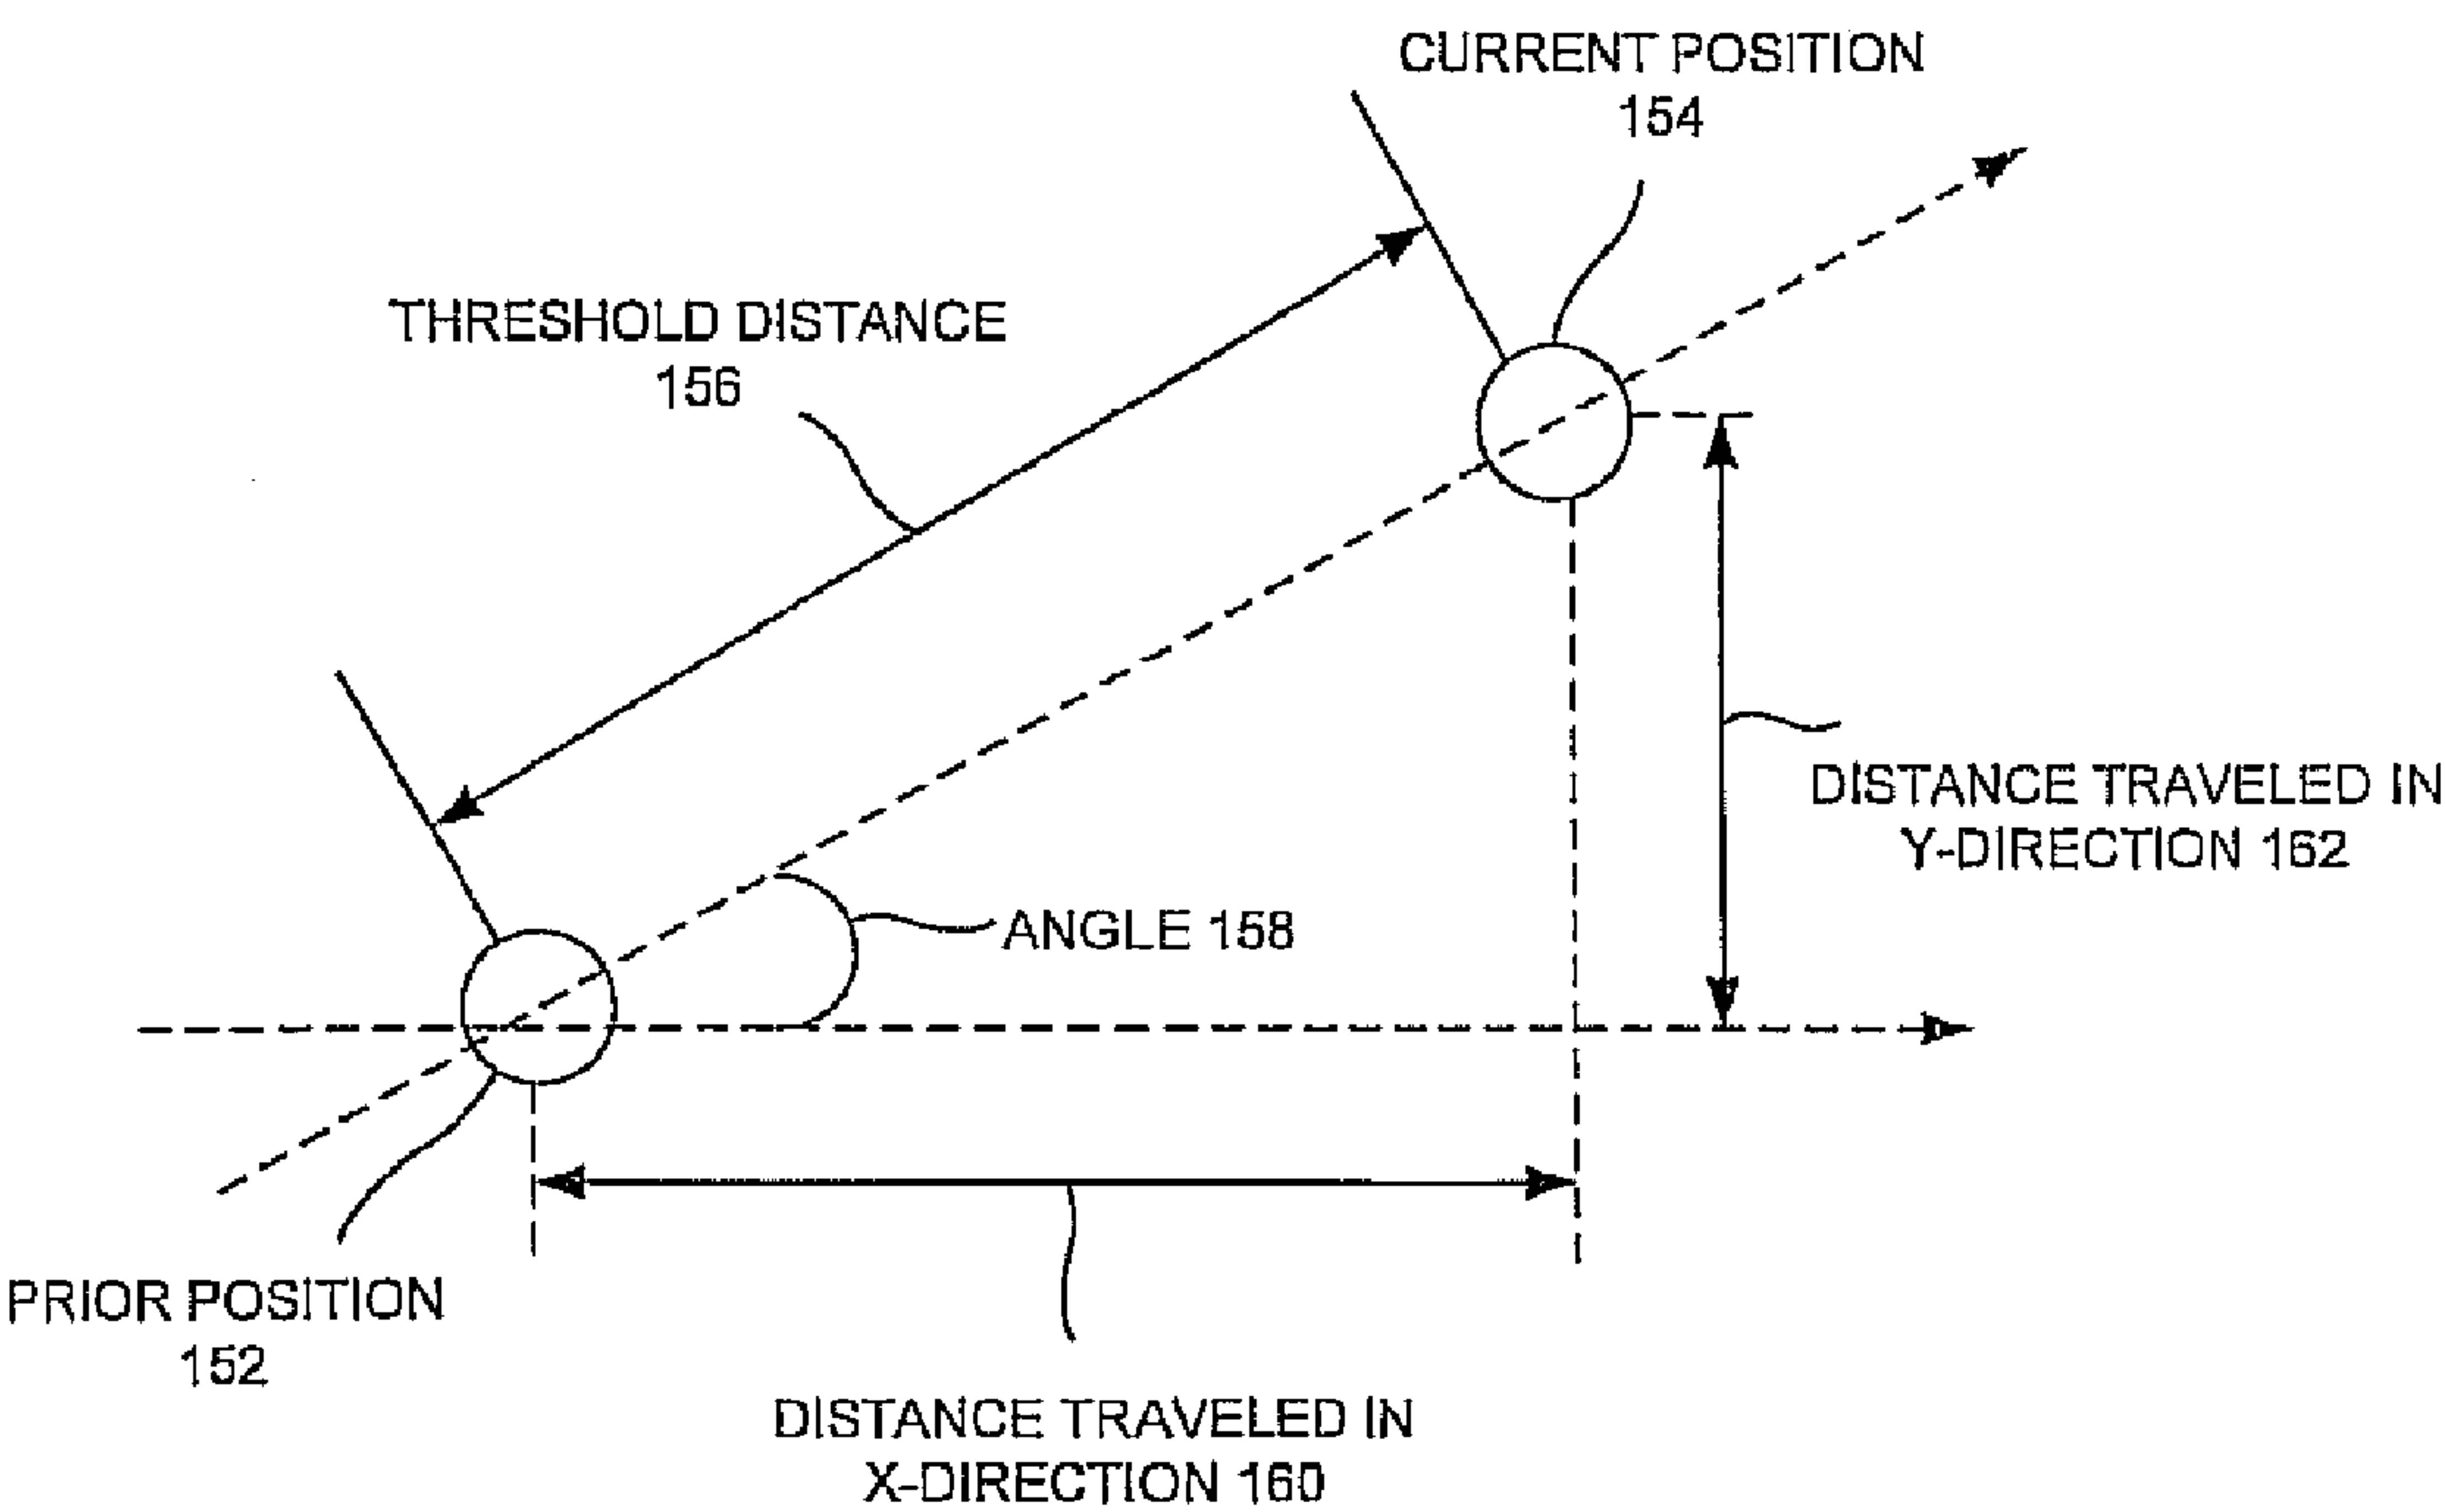 CURRENT POSITION
154
THRESHOLD DISTANCE
156
DISTANCE TRAVELED IN
Y-DIRECTION 162
ANGLE 158
PRIOR POSITION
152
DISTANCE TRAVELED IN
X-DIRECTION 160